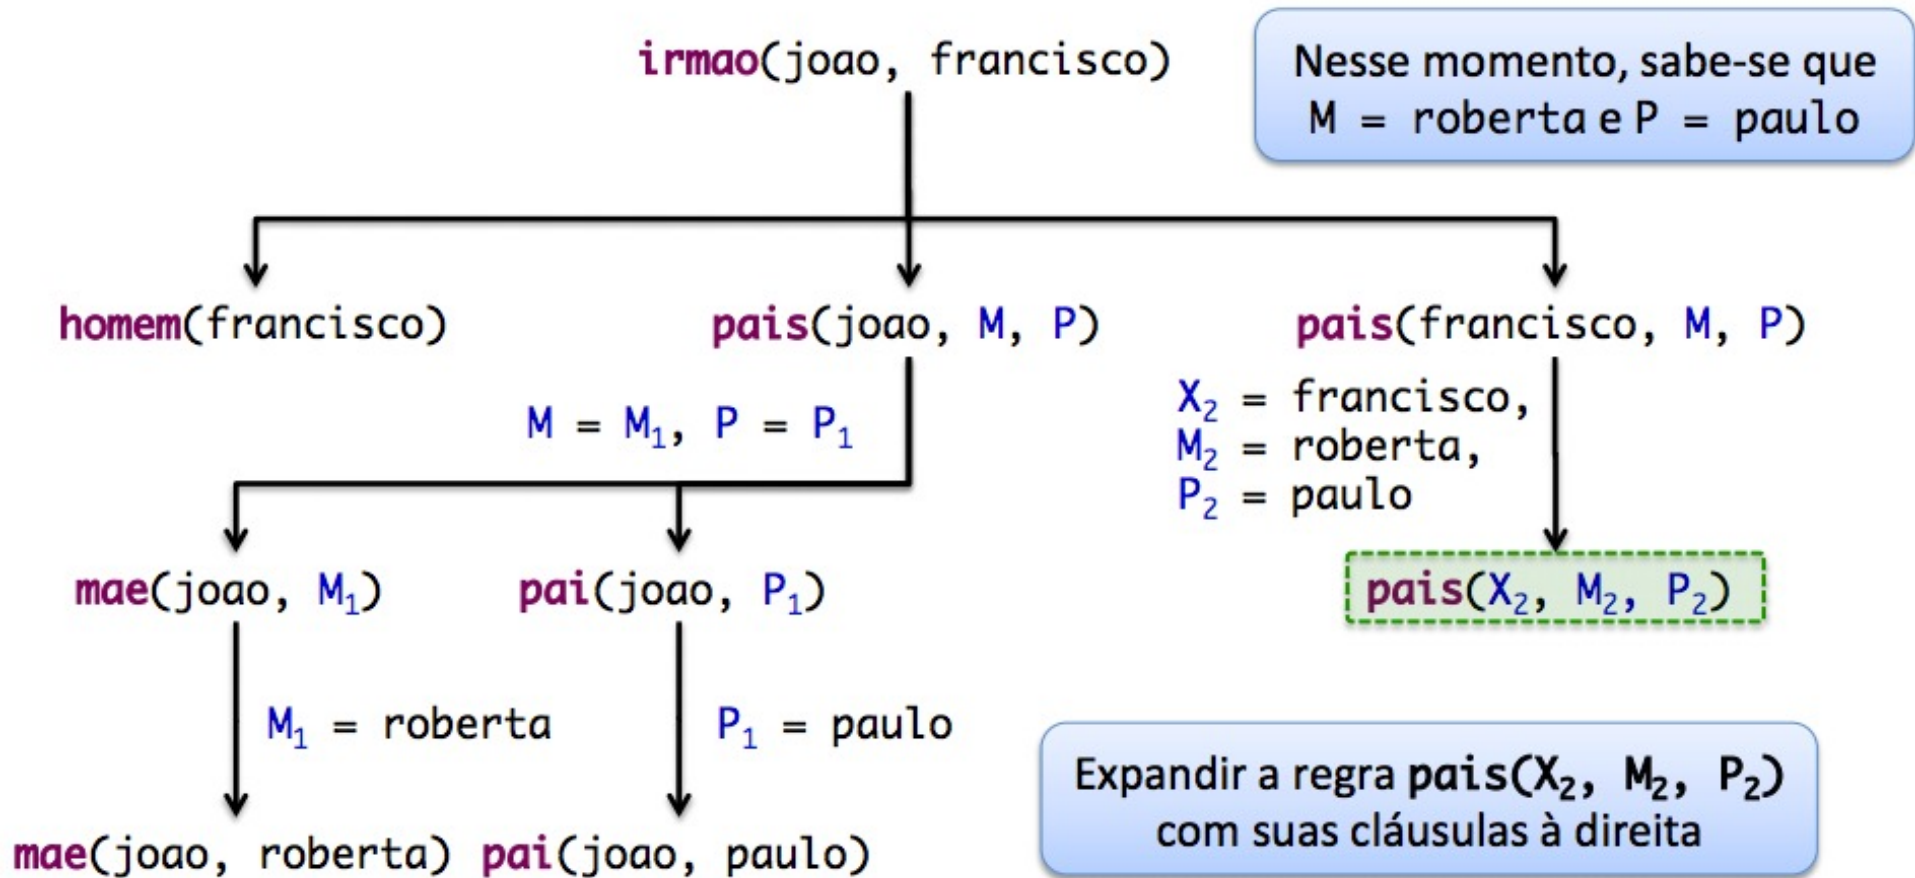 irmao(joao, francisco)
Nesse momento, sabe-se que
M = roberta e P = paulo
homem(francisco)
pais(joao, M, P)
pais(francisco, M, P)
M = M₁, P = P₁
X₂ = francisco,
M₂ = roberta,
P₂ = paulo
mae(joao, M₁)
pai(joao, P₁)
pais(X₂, M₂, P₂)
M₁ = roberta
P₁ = paulo
Expandir a regra pais(X₂, M₂, P₂)
com suas cláusulas à direita
mae(joao, roberta)
pai(joao, paulo)